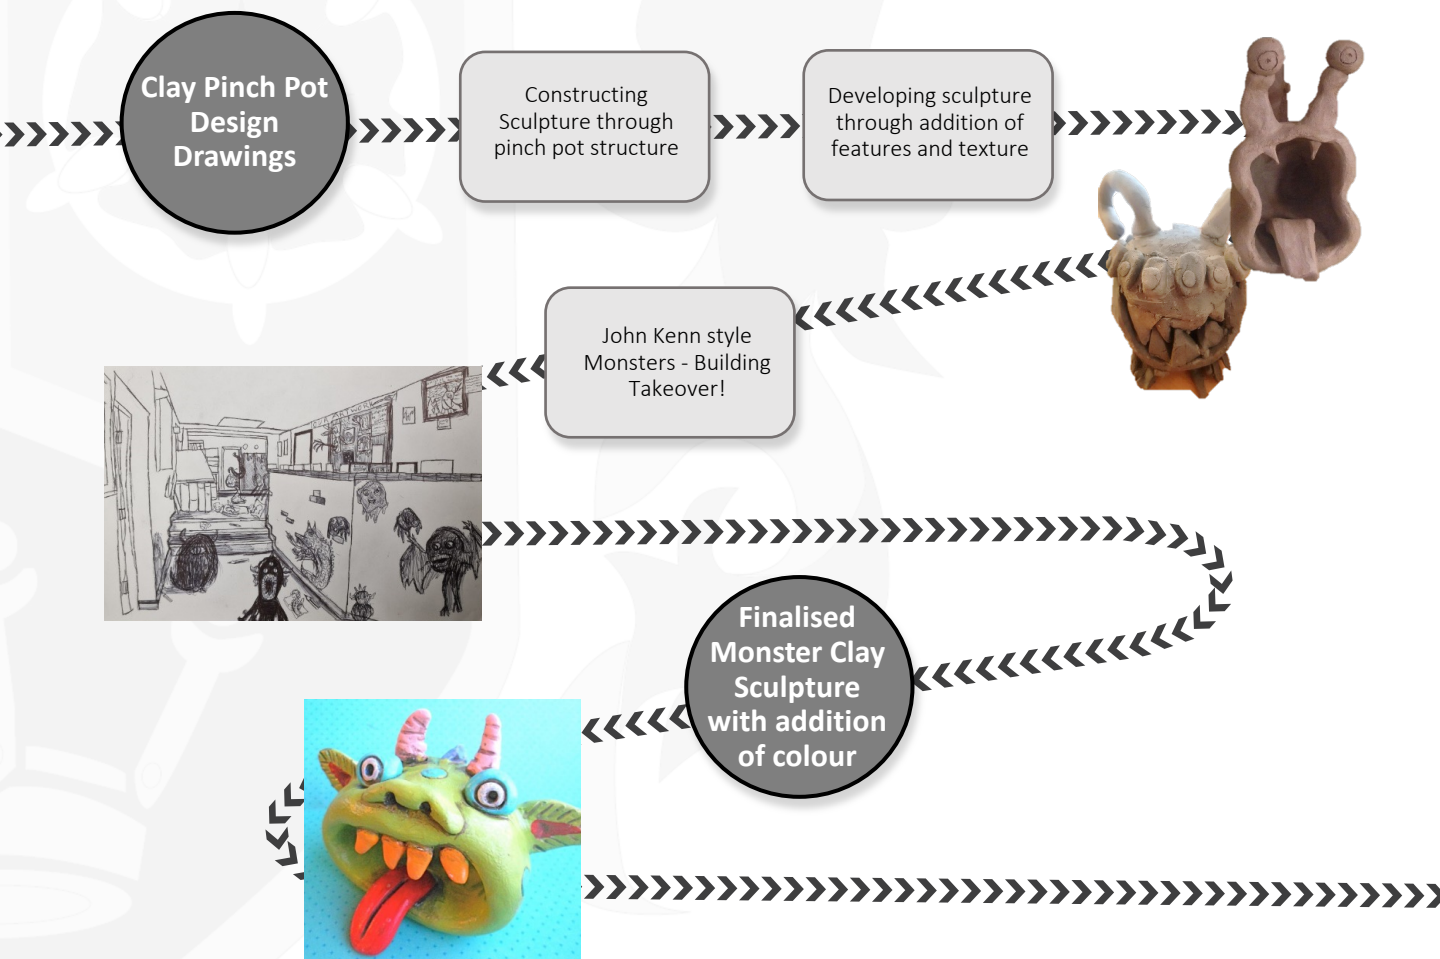 Clay Pinch Pot
Design
Drawings
Constructing
Sculpture through
pinch pot structure
Developing sculpture
through addition of
features and texture
John Kenn style
Monsters - Building
Takeover!
Finalised
Monster Clay
Sculpture
with addition
of colour